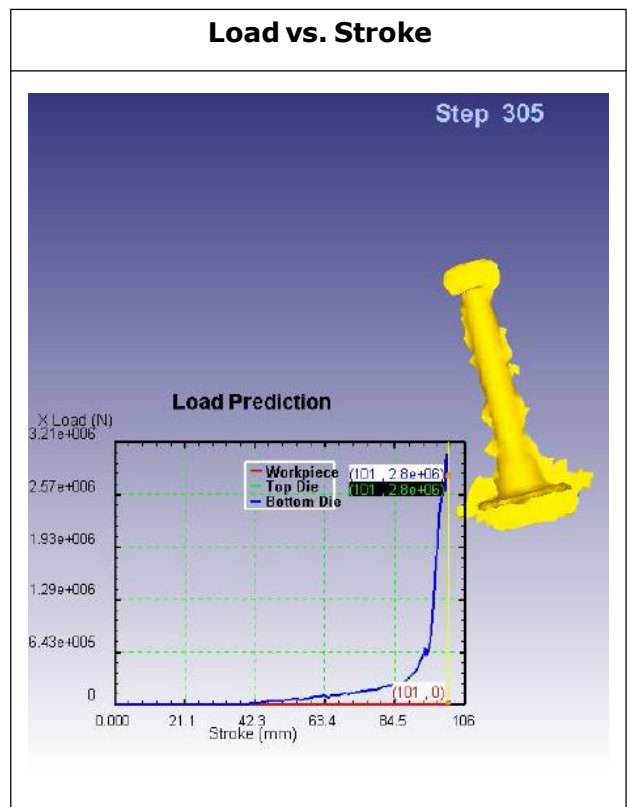 Load vs. Stroke
Step 305
Load Prediction
X Load (N)
3.21e+006
Workpiece (101 , 2.8e+06)
2.57e+006
Top Die (101 , 2.8e+06)
Bottom Die
1.93e+006
1.29e+006
6.43e+005
(101 , 0)
0
0.000 21.1 42.3 63.4 84.5 106
Stroke (mm)